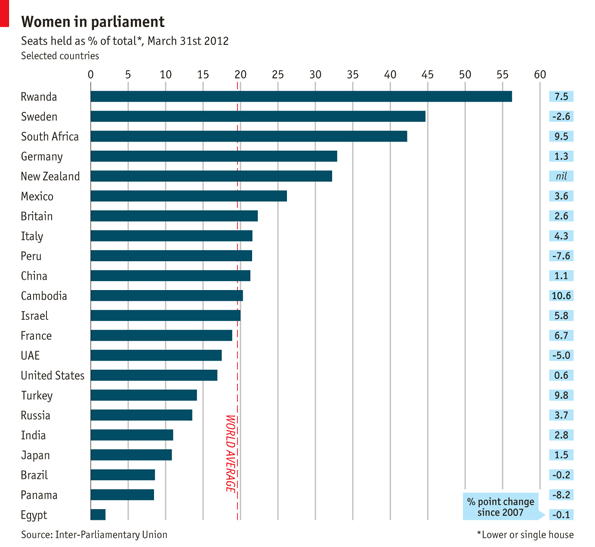 Women in parliament
Seats held as % of total*, March 31st 2012
Selected countries
0 5 10 15 20 25 30 35 40 45 50 55 60
Rwanda 7.5
Sweden -2.6
South Africa 9.5
Germany 1.3
New Zealand nil
Mexico 3.6
Britain 2.6
Italy 4.3
Peru -7.6
China 1.1
Cambodia 10.6
Israel 5.8
France 6.7
UAE -5.0
United States 0.6
Turkey 9.8
Russia 3.7
India 2.8
Japan 1.5
Brazil -0.2
Panama -8.2
Egypt -0.1
WORLD AVERAGE
% point change
since 2007
Source: Inter-Parliamentary Union
*Lower or single house